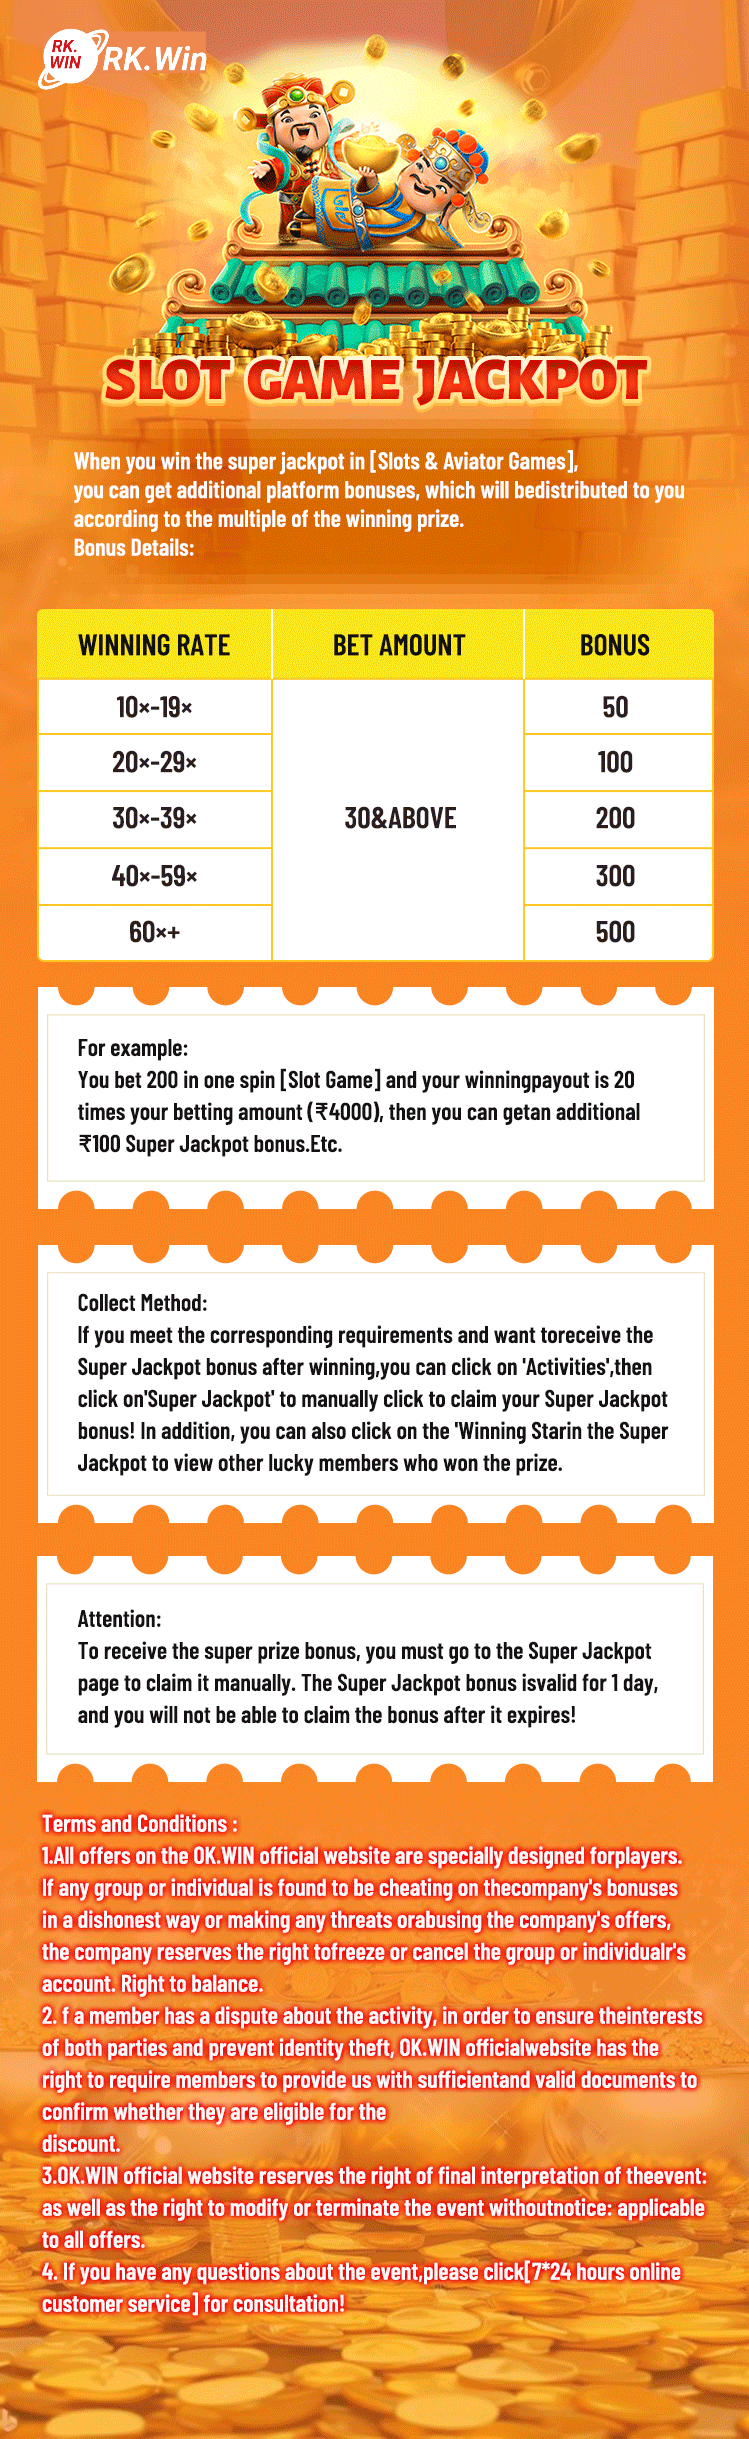 RK.
WIN
RK.Win
SLOT GAME JACKPOT
When you win the super jackpot in [Slots & Aviator Games],
you can get additional platform bonuses, which will bedistributed to you
according to the multiple of the winning prize.
Bonus Details:
WINNING RATE BET AMOUNT BONUS
10×-19× 50
20×-29× 100
30×-39× 30&ABOVE 200
40×-59× 300
60×+ 500
For example:
You bet 200 in one spin [Slot Game] and your winningpayout is 20
times your betting amount (₹4000), then you can getan additional
₹100 Super Jackpot bonus.Etc.
Collect Method:
If you meet the corresponding requirements and want toreceive the
Super Jackpot bonus after winning,you can click on 'Activities',then
click on'Super Jackpot' to manually click to claim your Super Jackpot
bonus! In addition, you can also click on the 'Winning Starin the Super
Jackpot to view other lucky members who won the prize.
Attention:
To receive the super prize bonus, you must go to the Super Jackpot
page to claim it manually. The Super Jackpot bonus isvalid for 1 day,
and you will not be able to claim the bonus after it expires!
Terms and Conditions :
1.All offers on the OK.WIN official website are specially designed forplayers.
If any group or individual is found to be cheating on thecompany's bonuses
in a dishonest way or making any threats orabusing the company's offers,
the company reserves the right tofreeze or cancel the group or individualr's
account. Right to balance.
2. f a member has a dispute about the activity, in order to ensure theinterests
of both parties and prevent identity theft, OK.WIN officialwebsite has the
right to require members to provide us with sufficientand valid documents to
confirm whether they are eligible for the
discount.
3.OK.WIN official website reserves the right of final interpretation of theevent:
as well as the right to modify or terminate the event withoutnotice: applicable
to all offers.
4. If you have any questions about the event,please click[7*24 hours online
customer service] for consultation!